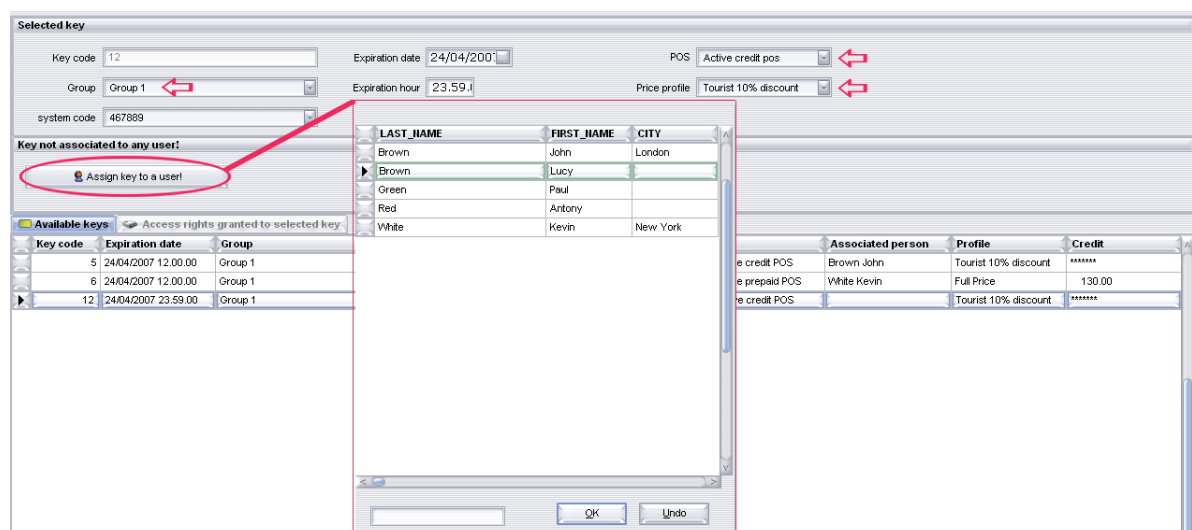 Selected key
Key code 12 Expiration date 24/04/2007 POS Active credit pos
Group Group 1 Expiration hour 23.59. Price profile Tourist 10% discount
system code 467889
Key not associated to any user!
Assign key to a user!
LAST_NAME FIRST_NAME CITY
Brown John London
Brown Lucy
Green Paul
Red Antony
White Kevin New York
OK Undo
Available keys Access rights granted to selected key
Key code Expiration date Group Associated person Profile Credit
5 24/04/2007 12.00.00 Group 1 e credit POS Brown John Tourist 10% discount *******
6 24/04/2007 12.00.00 Group 1 e prepaid POS White Kevin Full Price 130.00
12 24/04/2007 23.59.00 Group 1 e credit POS Tourist 10% discount *******